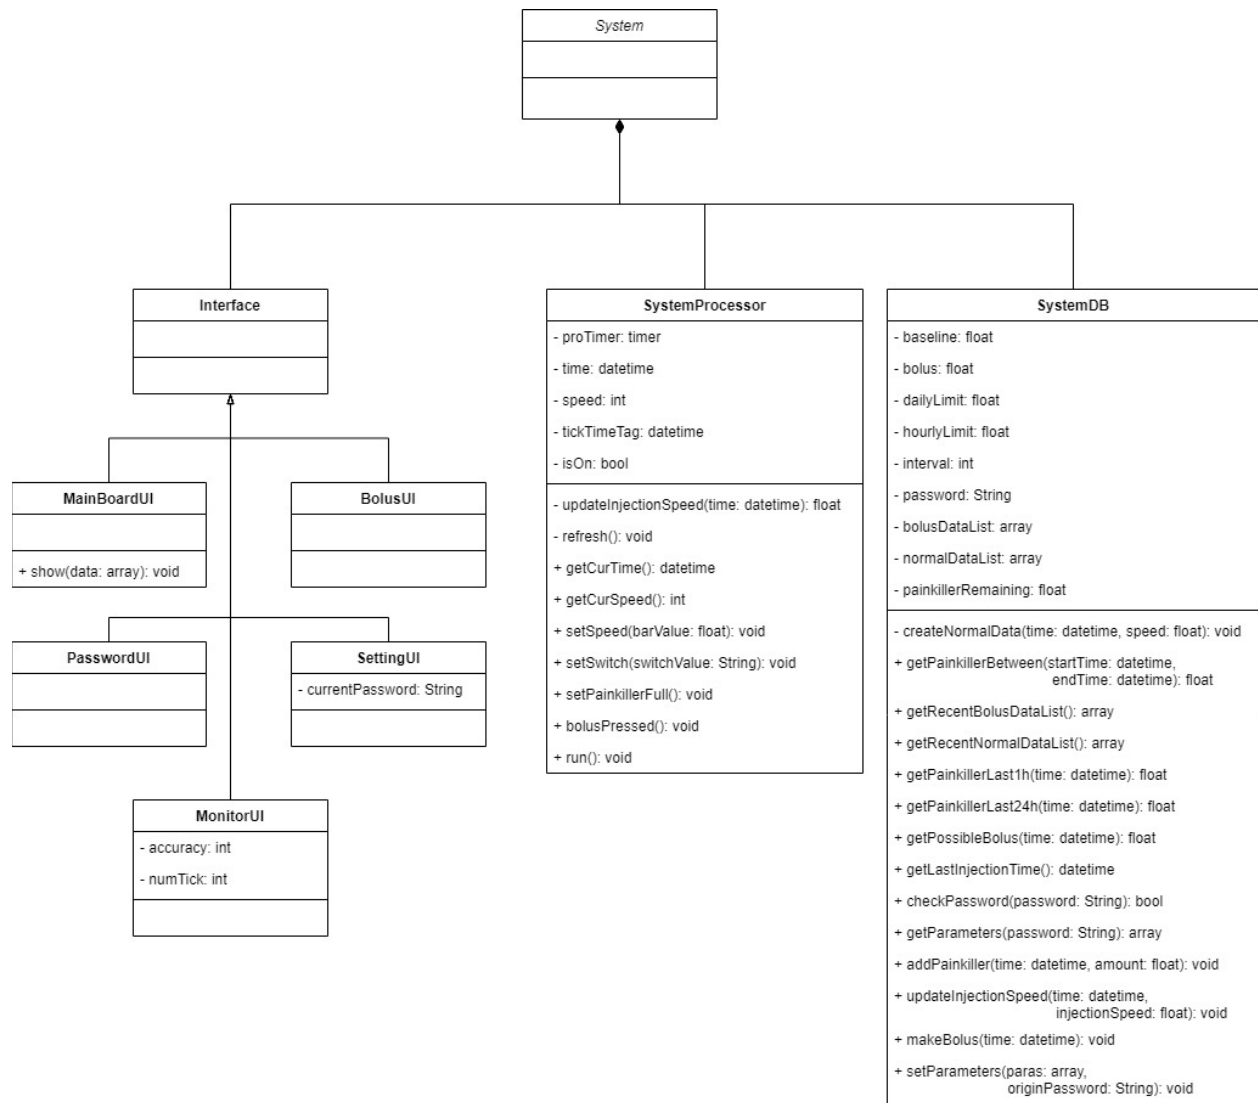 System
Interface
MainBoardUI
+ show(data: array): void
BolusUI
PasswordUI
SettingUI
- currentPassword: String
MonitorUI
- accuracy: int
- numTick: int
SystemProcessor
- proTimer: timer
- time: datetime
- speed: int
- tickTimeTag: datetime
- isOn: bool
- updateInjectionSpeed(time: datetime): float
- refresh(): void
+ getCurTime(): datetime
+ getCurSpeed(): int
+ setSpeed(barValue: float): void
+ setSwitch(switchValue: String): void
+ setPainkillerFull(): void
+ bolusPressed(): void
+ run(): void
SystemDB
- baseline: float
- bolus: float
- dailyLimit: float
- hourlyLimit: float
- interval: int
- password: String
- bolusDataList: array
- normalDataList: array
- painkillerRemaining: float
- createNormalData(time: datetime, speed: float): void
+ getPainkillerBetween(startTime: datetime,
endTime: datetime): float
+ getRecentBolusDataList(): array
+ getRecentNormalDataList(): array
+ getPainkillerLast1h(time: datetime): float
+ getPainkillerLast24h(time: datetime): float
+ getPossibleBolus(time: datetime): float
+ getLastInjectionTime(): datetime
+ checkPassword(password: String): bool
+ getParameters(password: String): array
+ addPainkiller(time: datetime, amount: float): void
+ updateInjectionSpeed(time: datetime,
injectionSpeed: float): void
+ makeBolus(time: datetime): void
+ setParameters(paras: array,
originPassword: String): void